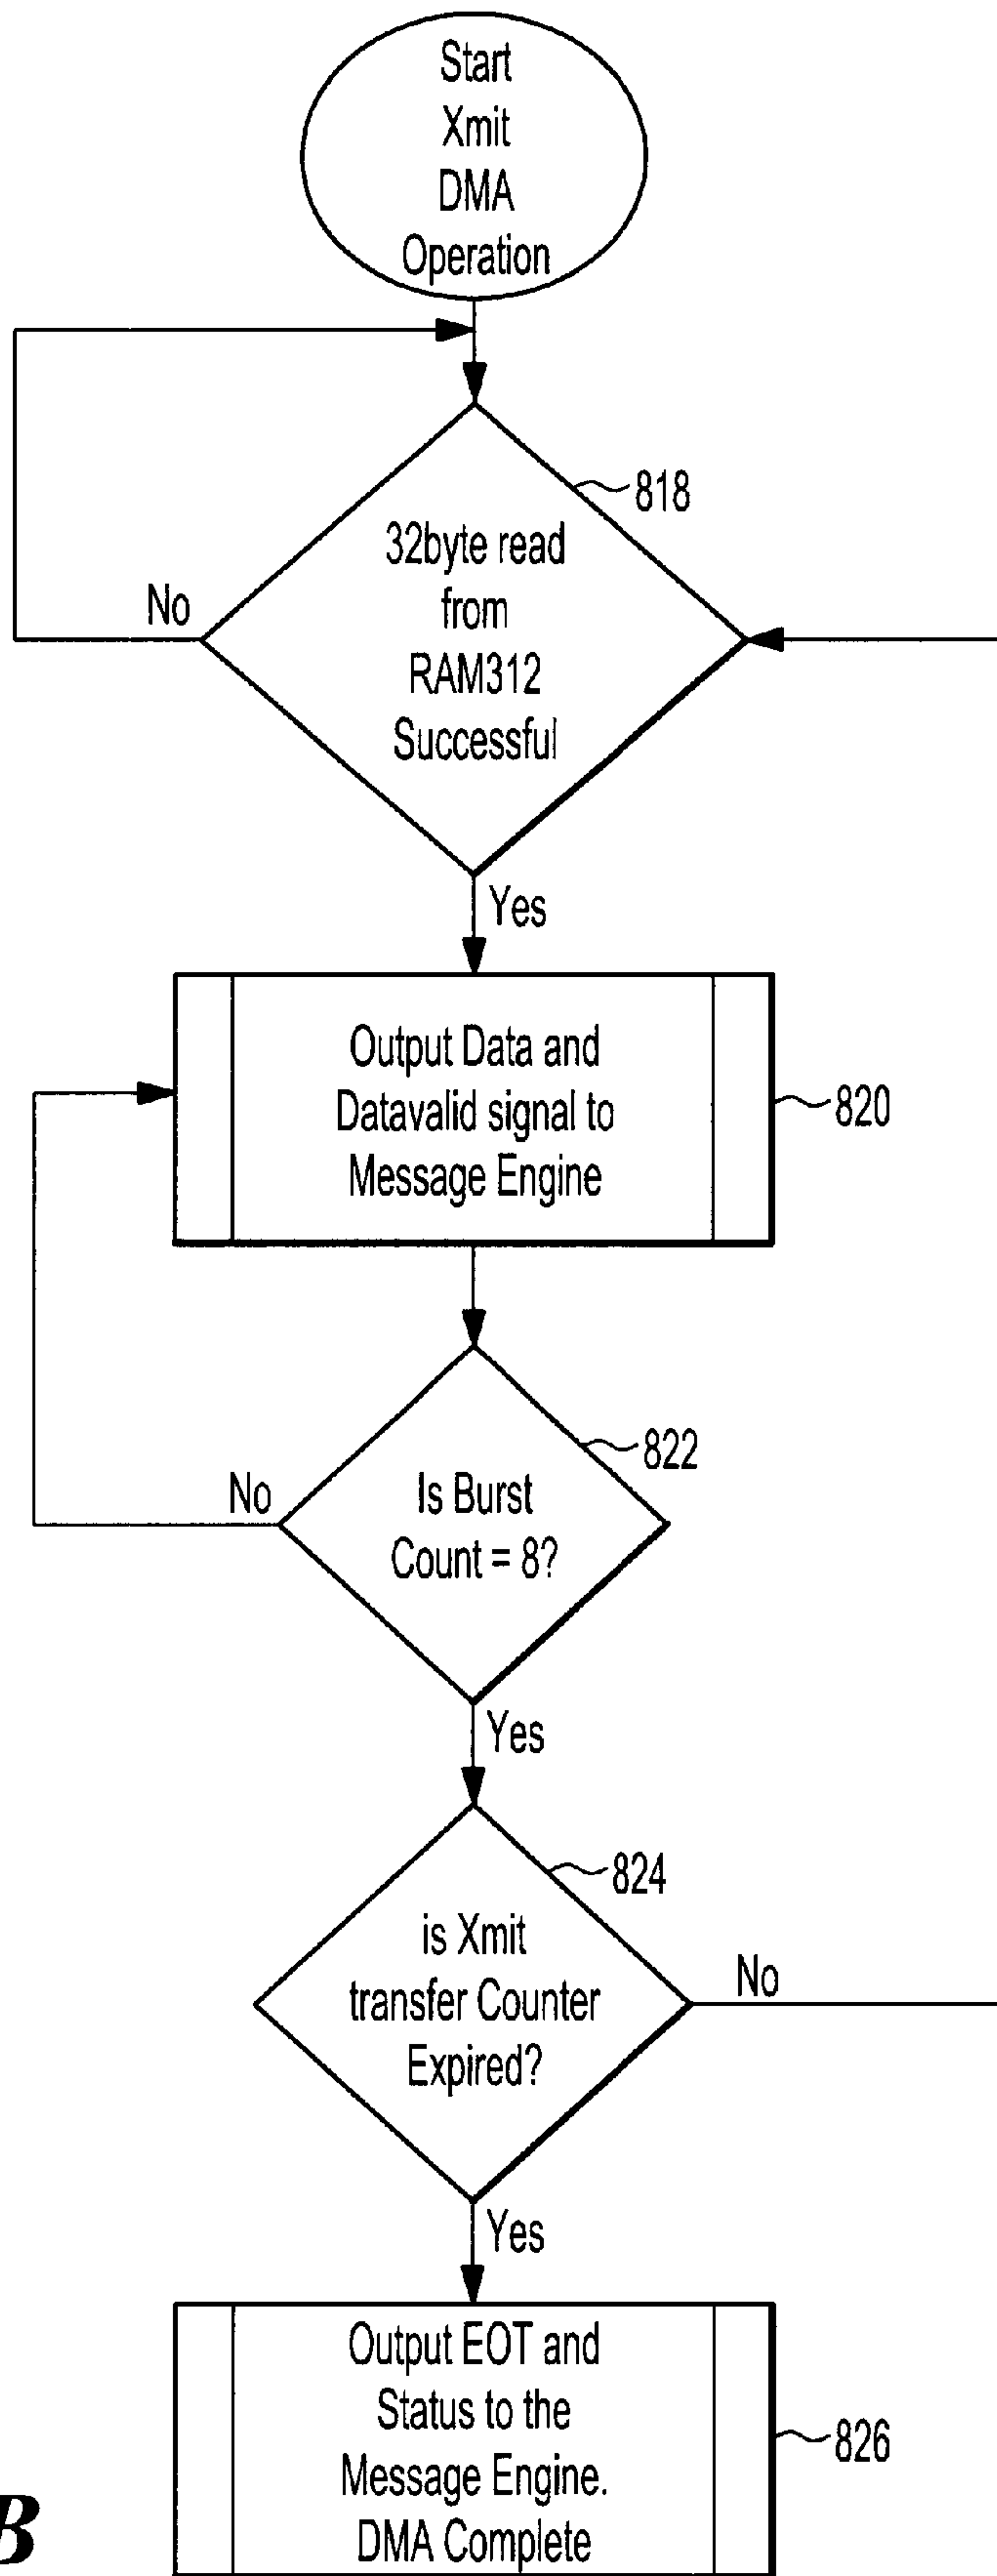 Start
Xmit
DMA
Operation
818
32byte read
from
RAM312
Successful
No
Yes
Output Data and
Datavalid signal to
Message Engine
820
822
Is Burst
Count = 8?
No
Yes
824
is Xmit
transfer Counter
Expired?
No
Yes
Output EOT and
Status to the
Message Engine.
DMA Complete
826
B